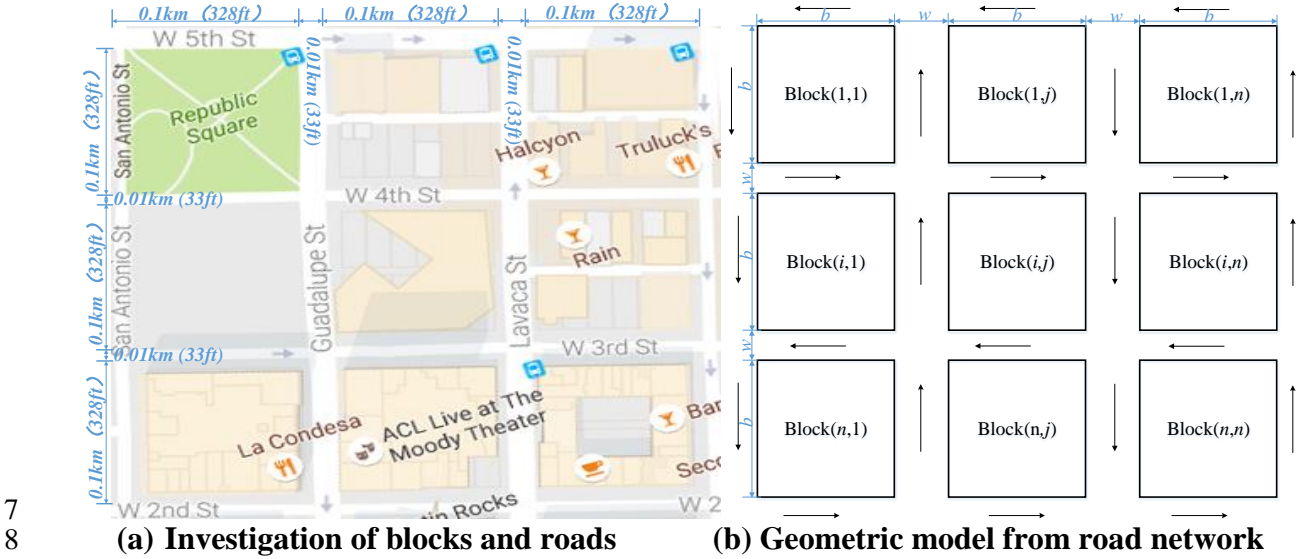 0.1km (328ft)
0.1km (328ft)
0.1km (328ft)
W 5th St
San Antonio St
0.1km (328ft)
Republic
Square
0.01km (33ft)
0.01km (33ft)
Halcyon
Truluck's
0.01km (33ft)
W 4th St
San Antonio St
0.1km (328ft)
Guadalupe St
Lavaca St
Rain
0.01km (33ft)
W 3rd St
0.1km (328ft)
La Condesa
ACL Live at The
Moody Theater
Bar
Seco
W 2nd St
tin Rocks
W 2
b w b w b
b
Block(1,1) Block(1,j) Block(1,n)
w
b
Block(i,1) Block(i,j) Block(i,n)
w
b
Block(n,1) Block(n,j) Block(n,n)
7
8 (a) Investigation of blocks and roads (b) Geometric model from road network